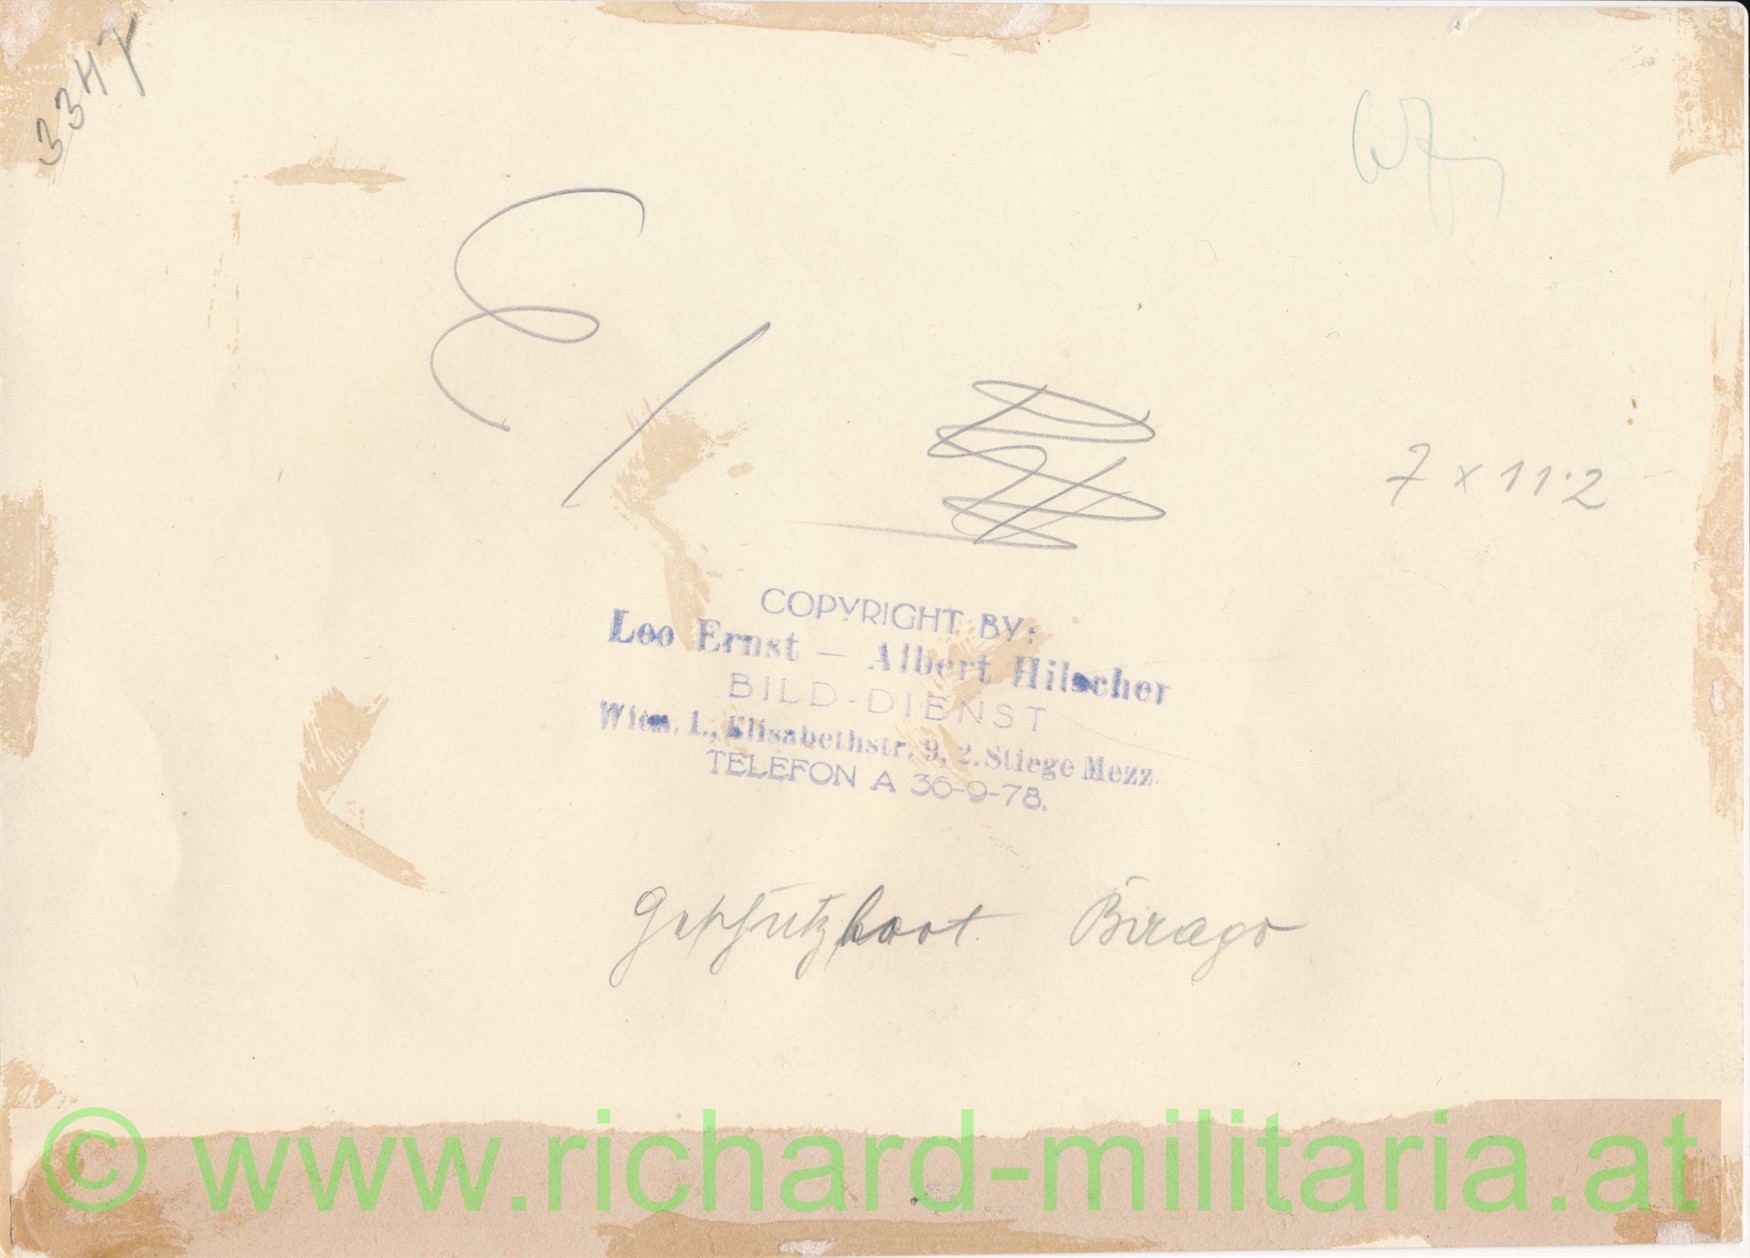 3347
7 x 11·2
COPYRIGHT BY:
Leo Ernst – Albert Hilscher
BILD-DIENST
Wien, I., Elisabethstr. 9, 2. Stiege Mezz.
TELEFON A 36-9-78.
Geschützboot Birago
© www.richard-militaria.at